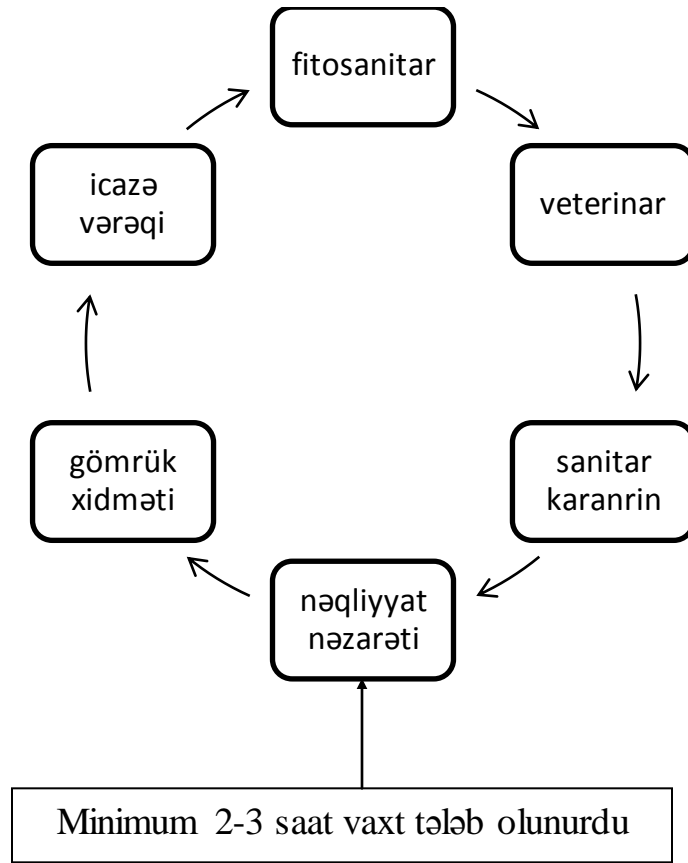 fitosanitar
veterinar
sanitar
karanrin
nəqliyyat
nəzarəti
gömrük
xidməti
icazə
vərəqi
Minimum 2-3 saat vaxt tələb olunurdu